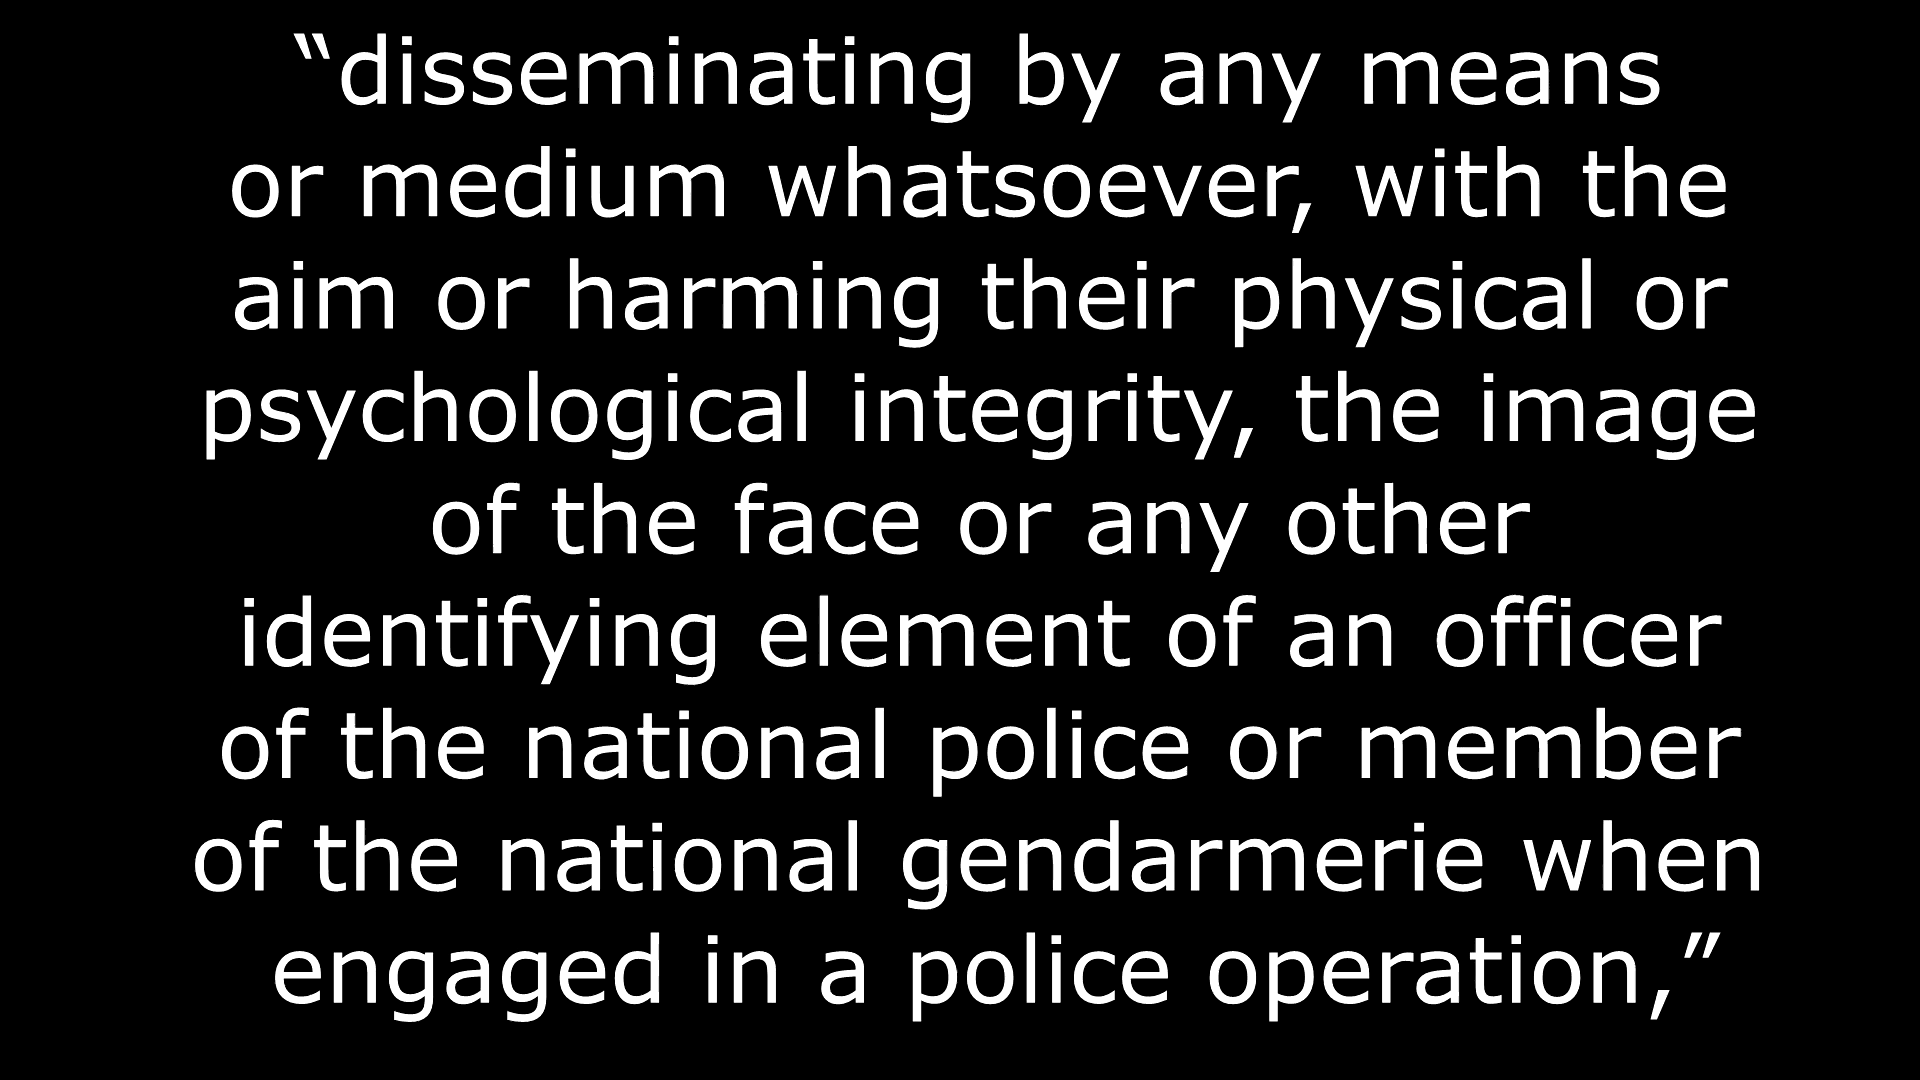 “disseminating by any means
or medium whatsoever, with the
aim or harming their physical or
psychological integrity, the image
of the face or any other
identifying element of an officer
of the national police or member
of the national gendarmerie when
engaged in a police operation,”